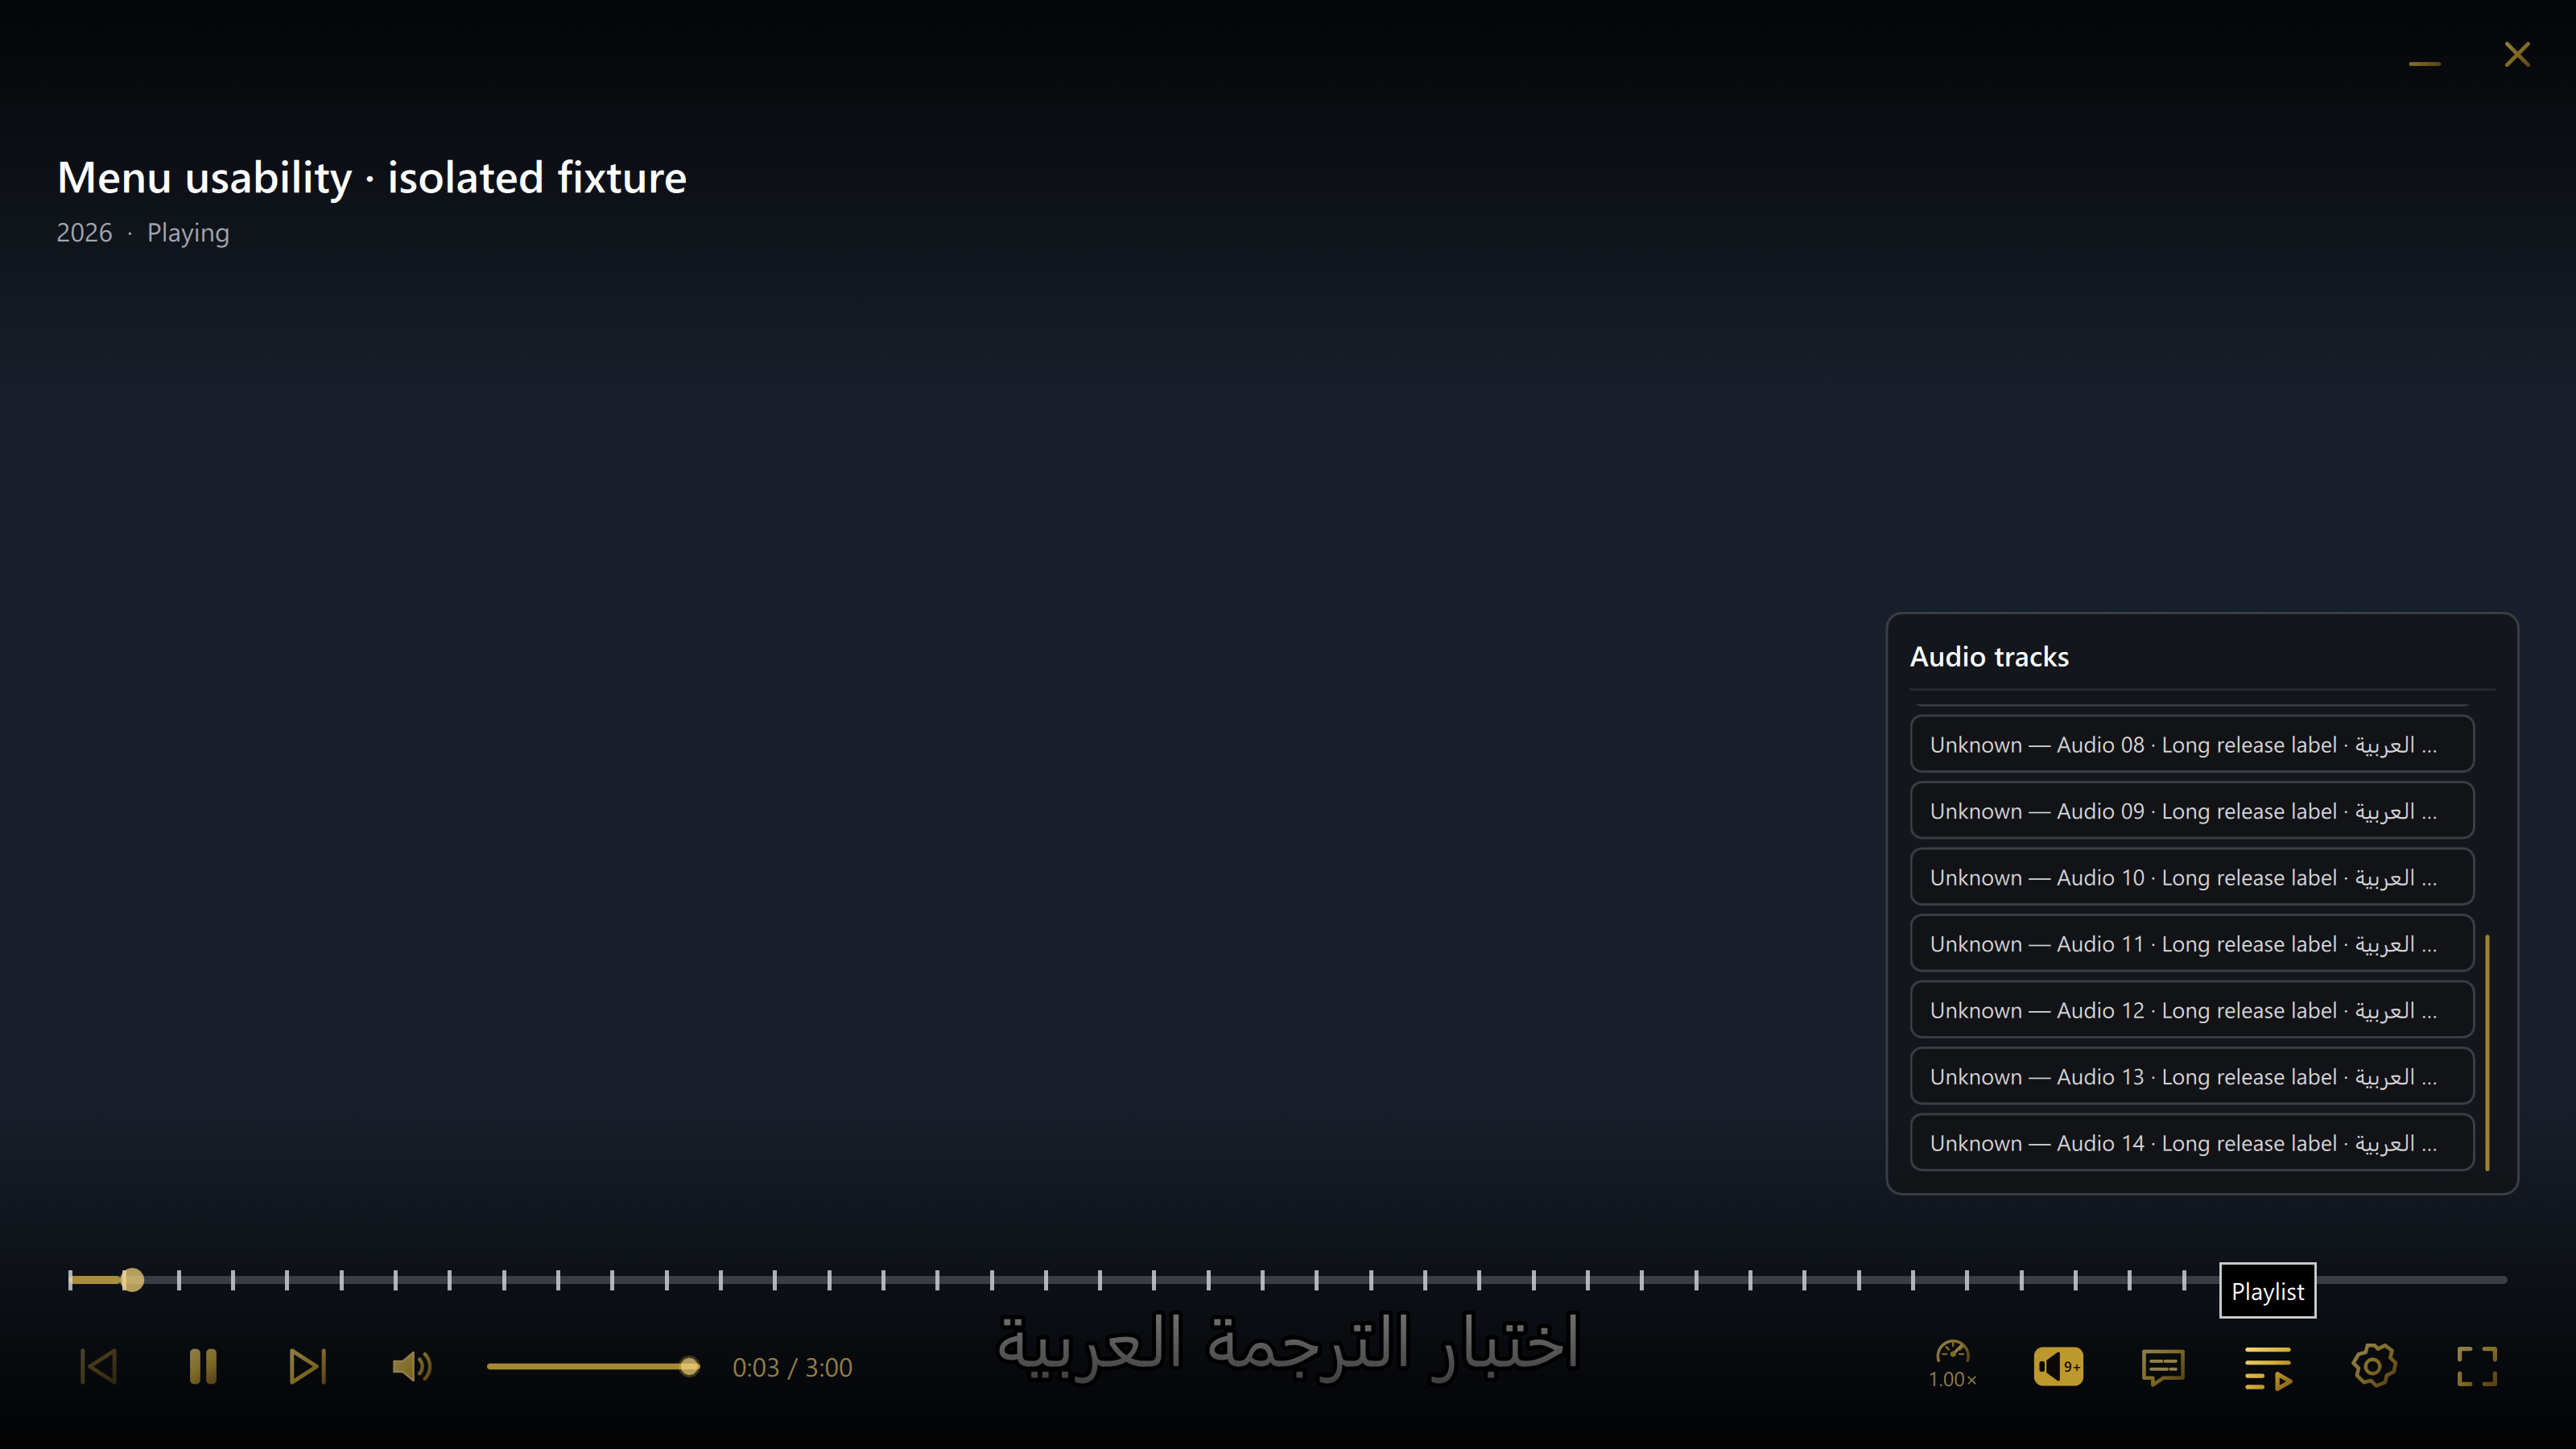 Menu usability · isolated fixture
2026 · Playing
Audio tracks
Unknown — Audio 08 · Long release label · العربية ...
Unknown — Audio 09 · Long release label · العربية ...
Unknown — Audio 10 · Long release label · العربية ...
Unknown — Audio 11 · Long release label · العربية ...
Unknown — Audio 12 · Long release label · العربية ...
Unknown — Audio 13 · Long release label · العربية ...
Unknown — Audio 14 · Long release label · العربية ...
Playlist
اختبار الترجمة العربية
0:03 / 3:00
9+
1.00×